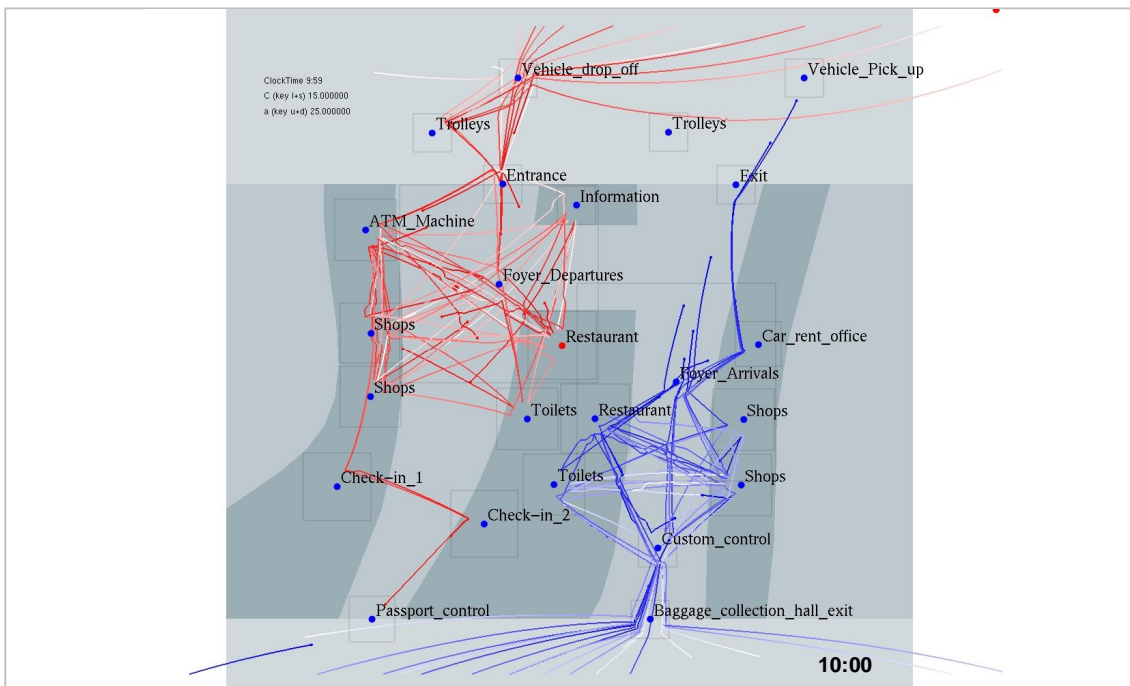 Vehicle_drop_off
Vehicle_Pick_up
ClockTime 9:59
C (key l+s) 15.000000
a (key u+d) 25.000000
Trolleys
Trolleys
Entrance
Exit
Information
ATM_Machine
Foyer_Departures
Shops
Restaurant
Car_rent_office
Foyer_Arrivals
Shops
Toilets
Restaurant
Shops
Check-in_1
Toilets
Shops
Check-in_2
Custom_control
Passport_control
Baggage_collection_hall_exit
10:00